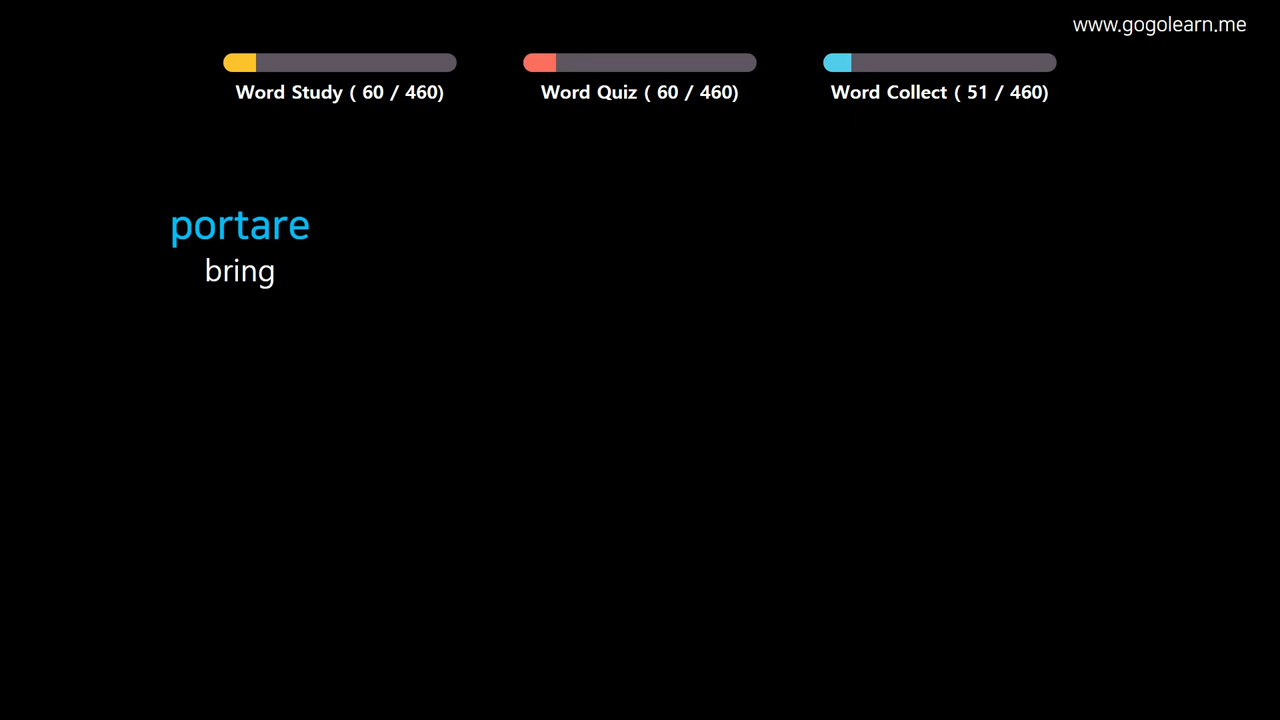 www.gogolearn.me
Word Study ( 60 / 460)
Word Quiz ( 60 / 460)
Word Collect ( 51 / 460)
portare
bring